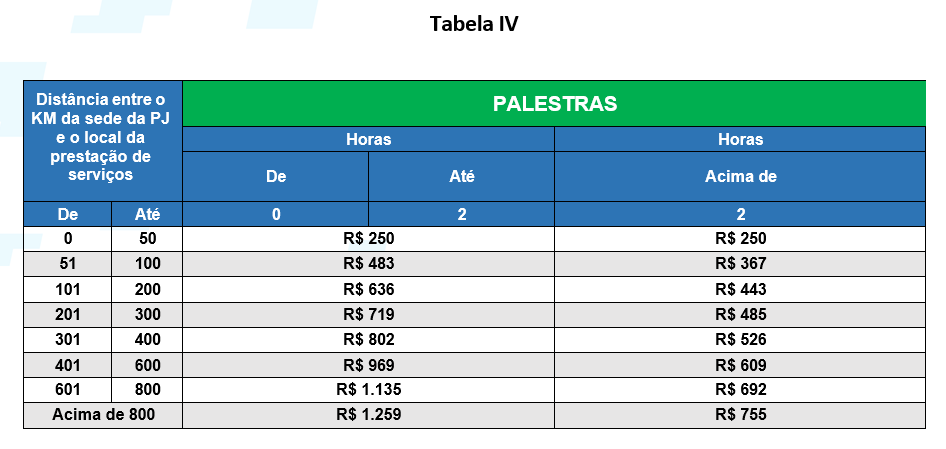 Tabela IV
Distância entre o
KM da sede da PJ
e o local da
prestação de
serviços
PALESTRAS
Horas Horas
De Até Acima de
De Até 0 2 2
0 50 R$ 250 R$ 250
51 100 R$ 483 R$ 367
101 200 R$ 636 R$ 443
201 300 R$ 719 R$ 485
301 400 R$ 802 R$ 526
401 600 R$ 969 R$ 609
601 800 R$ 1.135 R$ 692
Acima de 800 R$ 1.259 R$ 755